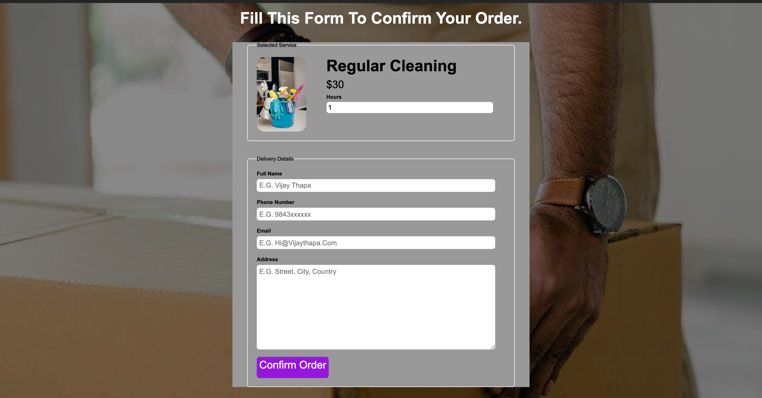 Fill This Form To Confirm Your Order.
Selected Service
Regular Cleaning
$30
Hours
1
Delivery Details
Full Name
E.G. Vijay Thapa
Phone Number
E.G. 9843xxxxxx
Email
E.G. Hi@Vijaythapa.Com
Address
E.G. Street, City, Country
Confirm Order